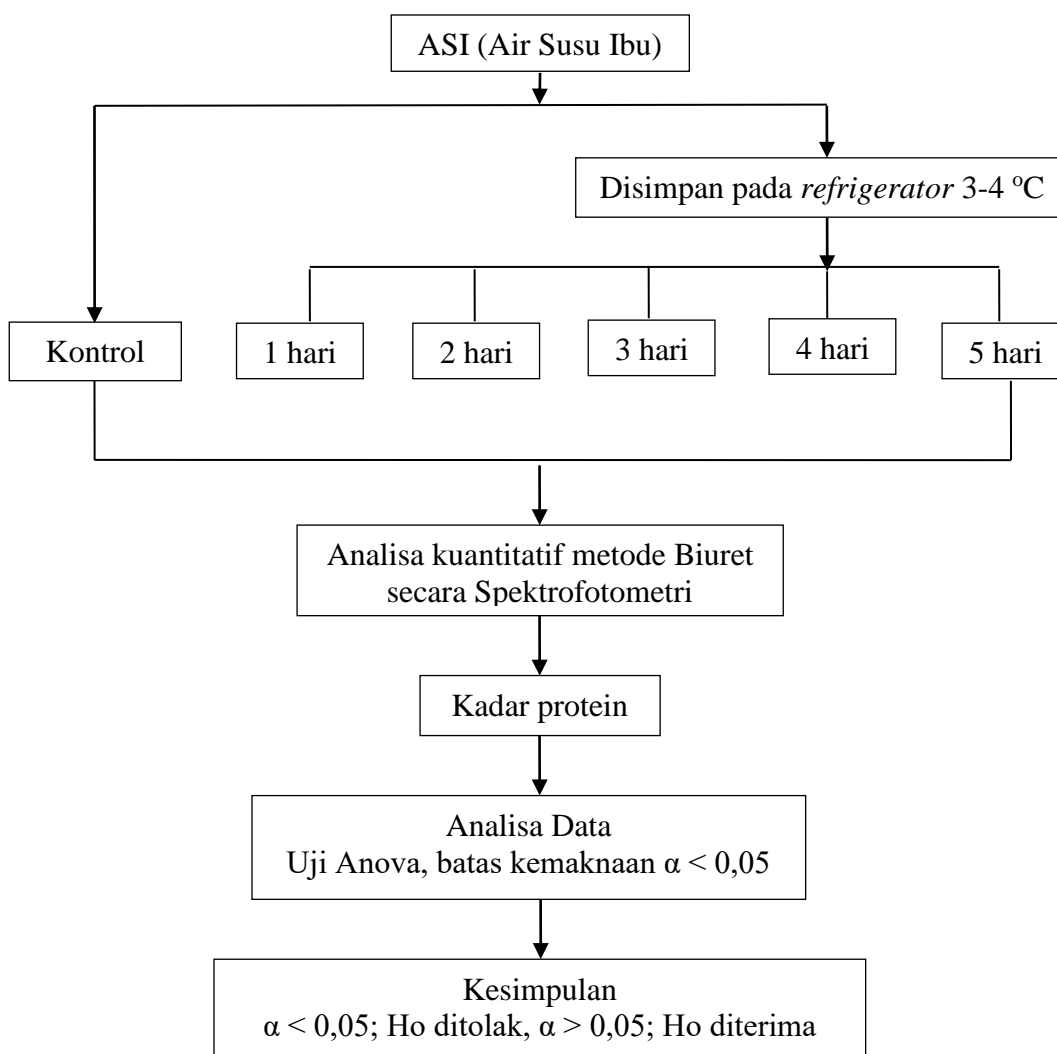 ASI (Air Susu Ibu)
Disimpan pada refrigerator 3-4 ºC
Kontrol
1 hari
2 hari
3 hari
4 hari
5 hari
Analisa kuantitatif metode Biuret
secara Spektrofotometri
Kadar protein
Analisa Data
Uji Anova, batas kemaknaan α < 0,05
Kesimpulan
α < 0,05; Ho ditolak, α > 0,05; Ho diterima